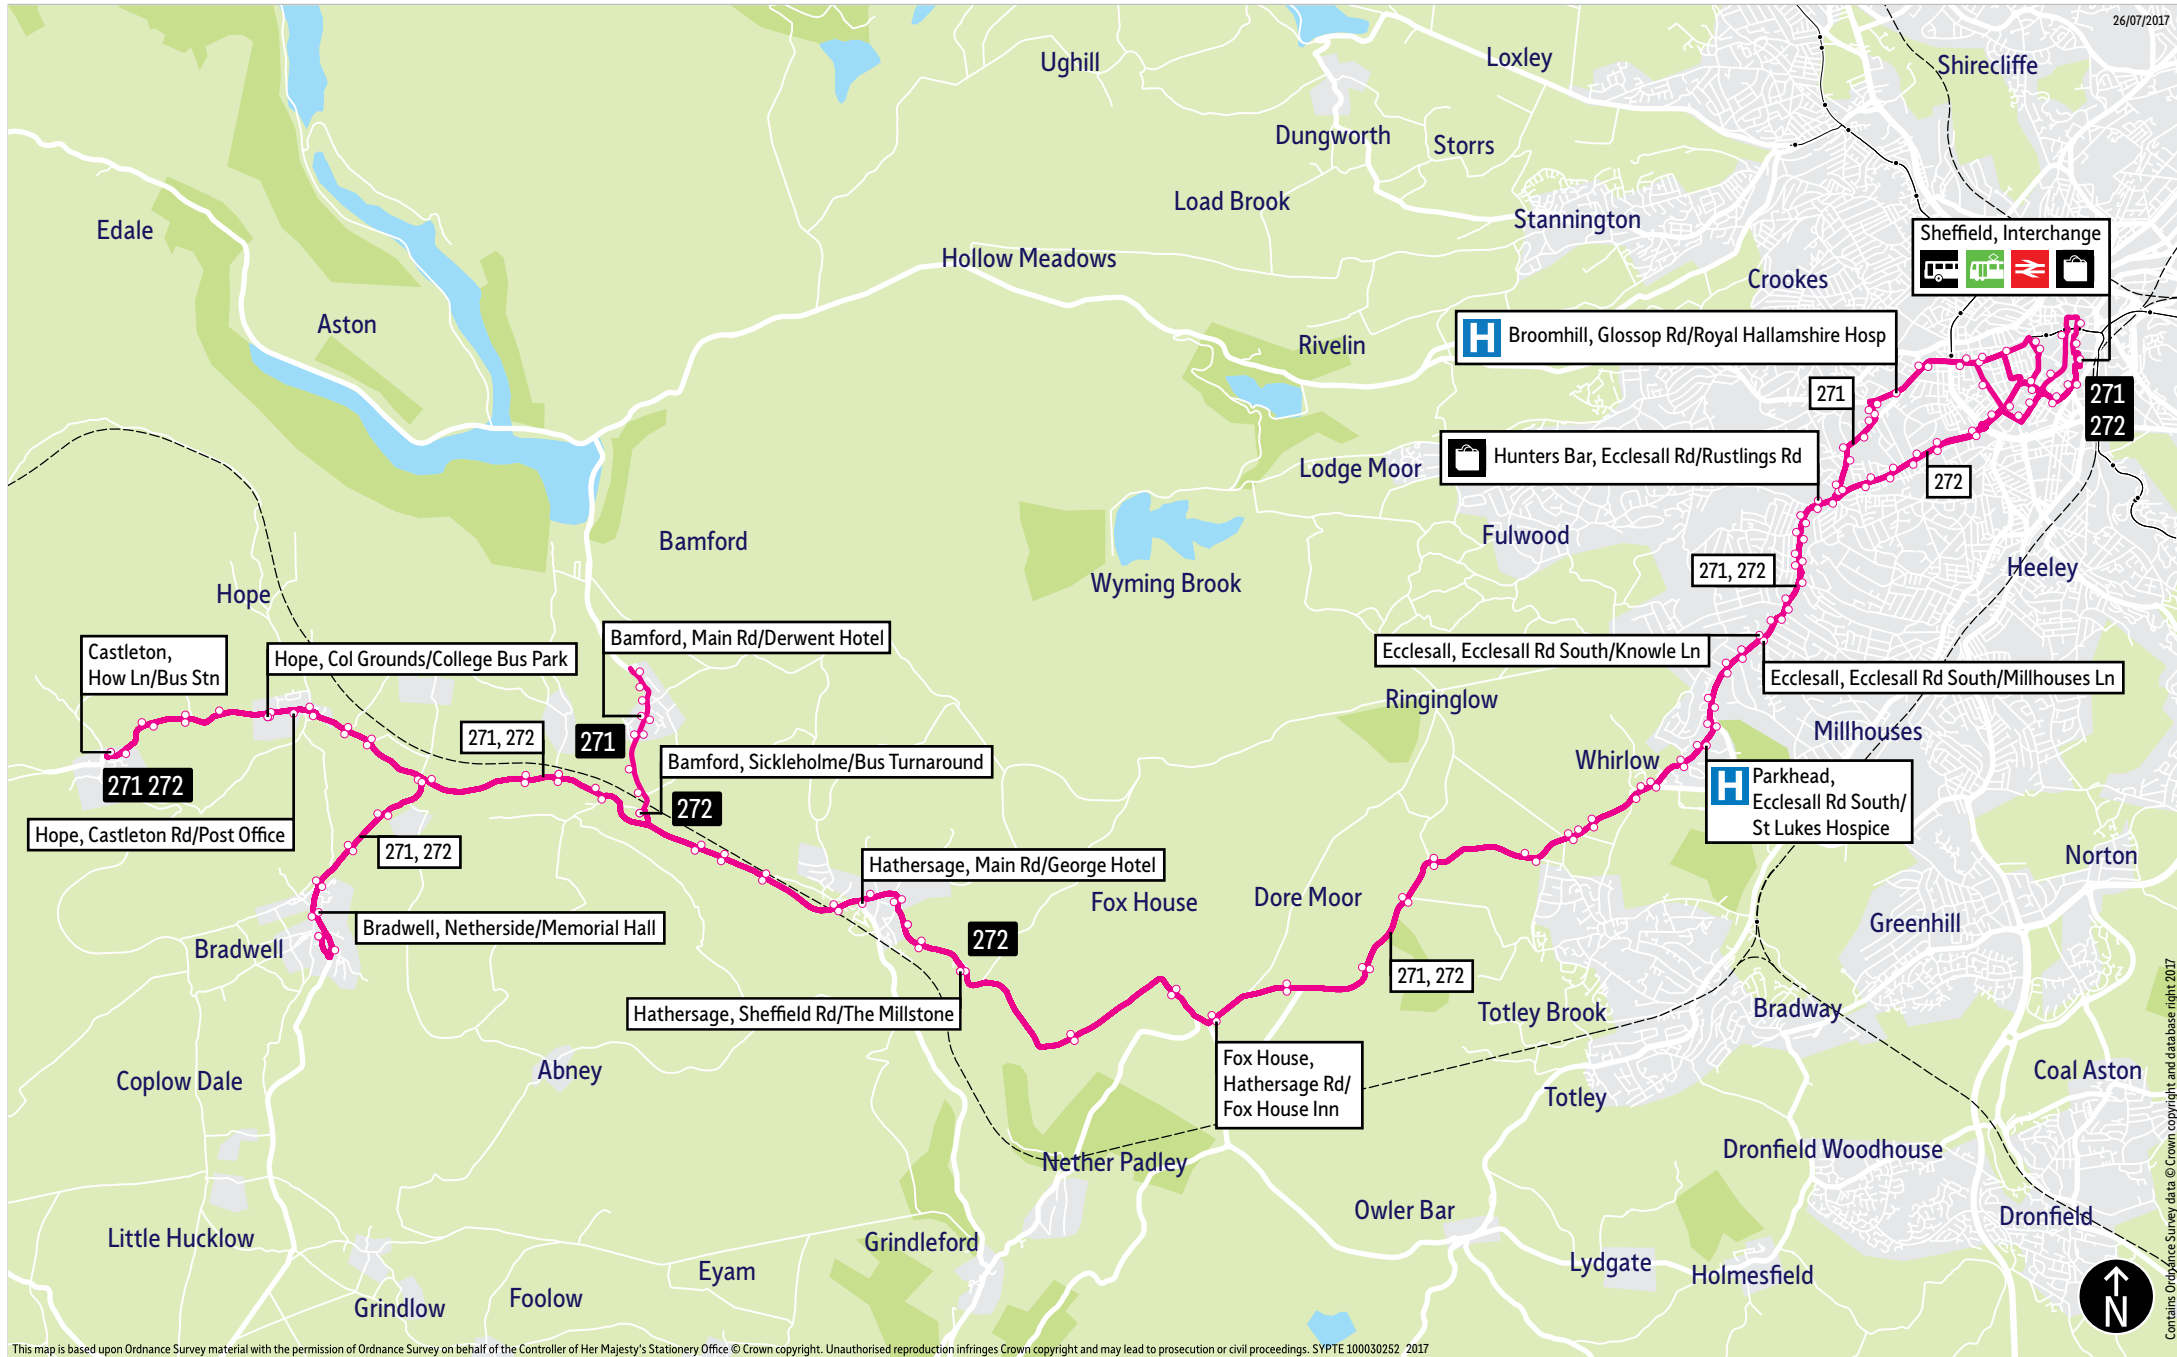 26/07/2017
Ughill
Loxley
Shirecliffe
Dungworth
Storrs
Load Brook
Stannington
Edale
Sheffield, Interchange
Hollow Meadows
Crookes
Aston
Rivelin
H Broomhill, Glossop Rd/Royal Hallamshire Hosp
271
271
272
Hunters Bar, Ecclesall Rd/Rustlings Rd
Lodge Moor
272
Bamford
Fulwood
271, 272
Heeley
Wyming Brook
Hope
Bamford, Main Rd/Derwent Hotel
Castleton,
How Ln/Bus Stn
Hope, Col Grounds/College Bus Park
Ecclesall, Ecclesall Rd South/Knowle Ln
Ecclesall, Ecclesall Rd South/Millhouses Ln
Ringinglow
271, 272
271
Millhouses
Bamford, Sickleholme/Bus Turnaround
Whirlow
271 272
272
H Parkhead,
Ecclesall Rd South/
St Lukes Hospice
Hope, Castleton Rd/Post Office
271, 272
Hathersage, Main Rd/George Hotel
Norton
Fox House
Dore Moor
Bradwell, Netherside/Memorial Hall
Greenhill
Bradwell
272
271, 272
Hathersage, Sheffield Rd/The Millstone
Totley Brook
Bradway
Fox House,
Hathersage Rd/
Fox House Inn
Abney
Coplow Dale
Coal Aston
Totley
Dronfield Woodhouse
Nether Padley
Owler Bar
Dronfield
Little Hucklow
Grindleford
Lydgate
Holmesfield
Eyam
Foolow
Grindlow
N
Contains Ordnance Survey data © Crown copyright and database right 2017
This map is based upon Ordnance Survey material with the permission of Ordnance Survey on behalf of the Controller of Her Majesty's Stationery Office © Crown copyright. Unauthorised reproduction infringes Crown copyright and may lead to prosecution or civil proceedings. SYPTE 100030252 2017